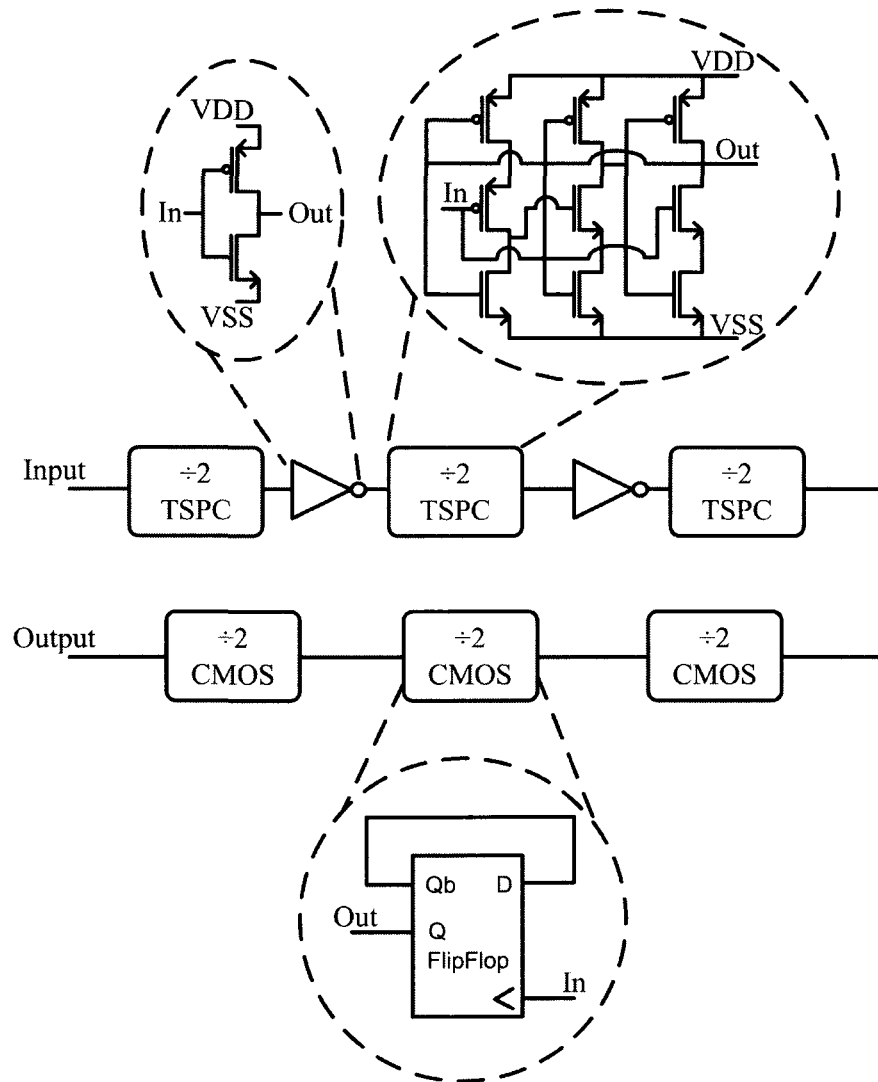 VDD
In
Out
VSS
VDD
Out
In
VSS
Input
÷2
TSPC
÷2
TSPC
÷2
TSPC
Output
÷2
CMOS
÷2
CMOS
÷2
CMOS
Qb D
Out
Q
FlipFlop
In